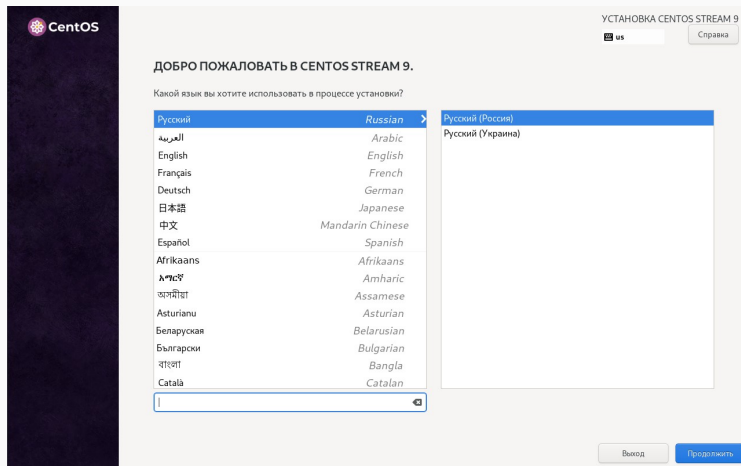 CentOS
УСТАНОВКА CENTOS STREAM 9
us
Справка
ДОБРО ПОЖАЛОВАТЬ В CENTOS STREAM 9.
Какой язык вы хотите использовать в процессе установки?
Русский Russian
العربية Arabic
English English
Français French
Deutsch German
日本語 Japanese
中文 Mandarin Chinese
Español Spanish
Afrikaans Afrikaans
አማርኛ Amharic
অসমীয়া Assamese
Asturianu Asturian
Беларуская Belarusian
Български Bulgarian
বাংলা Bangla
Català Catalan
Русский (Россия)
Русский (Украина)
Выход
Продолжить